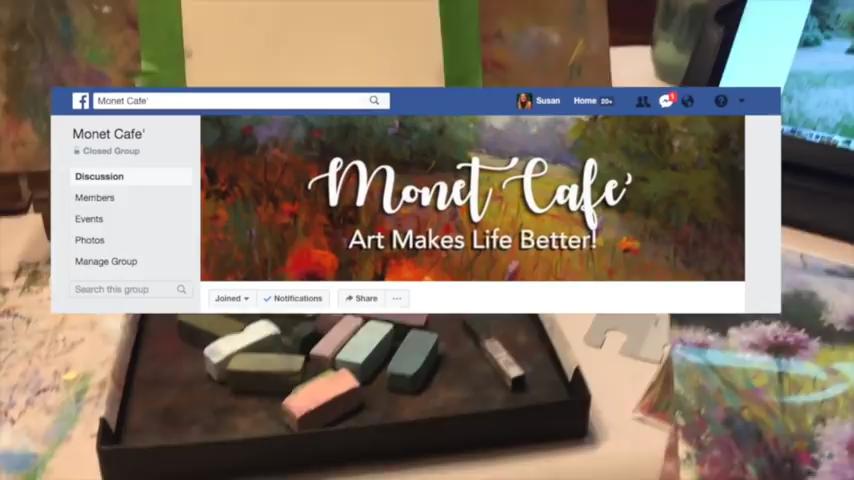 Monet Cafe'
Susan
Home 20+
Monet Cafe'
Closed Group
Discussion
Members
Events
Photos
Manage Group
Search this group
Monet Cafe'
Art Makes Life Better!
Joined
Notifications
Share